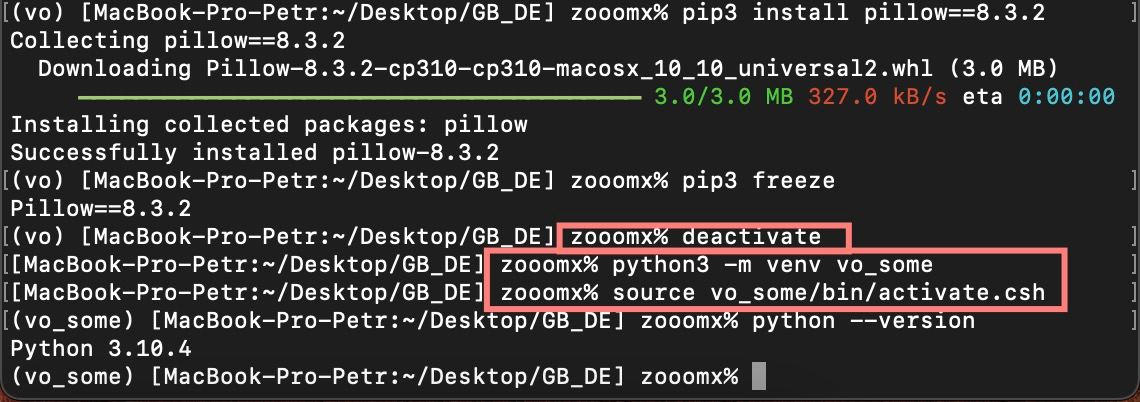 (vo) [MacBook-Pro-Petr:~/Desktop/GB_DE] zooomx% pip3 install pillow==8.3.2 ]
Collecting pillow==8.3.2
  Downloading Pillow-8.3.2-cp310-cp310-macosx_10_10_universal2.whl (3.0 MB)
━━━━━━━━━━━━━━━━━━━━━━━━━━━━━━━━━━━━━━━━ 3.0/3.0 MB 327.0 kB/s eta 0:00:00
Installing collected packages: pillow
Successfully installed pillow-8.3.2
[(vo) [MacBook-Pro-Petr:~/Desktop/GB_DE] zooomx% pip3 freeze ]
Pillow==8.3.2
[(vo) [MacBook-Pro-Petr:~/Desktop/GB_DE] zooomx% deactivate ]
[[MacBook-Pro-Petr:~/Desktop/GB_DE] zooomx% python3 -m venv vo_some ]
[[MacBook-Pro-Petr:~/Desktop/GB_DE] zooomx% source vo_some/bin/activate.csh ]
[(vo_some) [MacBook-Pro-Petr:~/Desktop/GB_DE] zooomx% python --version ]
Python 3.10.4
(vo_some) [MacBook-Pro-Petr:~/Desktop/GB_DE] zooomx%